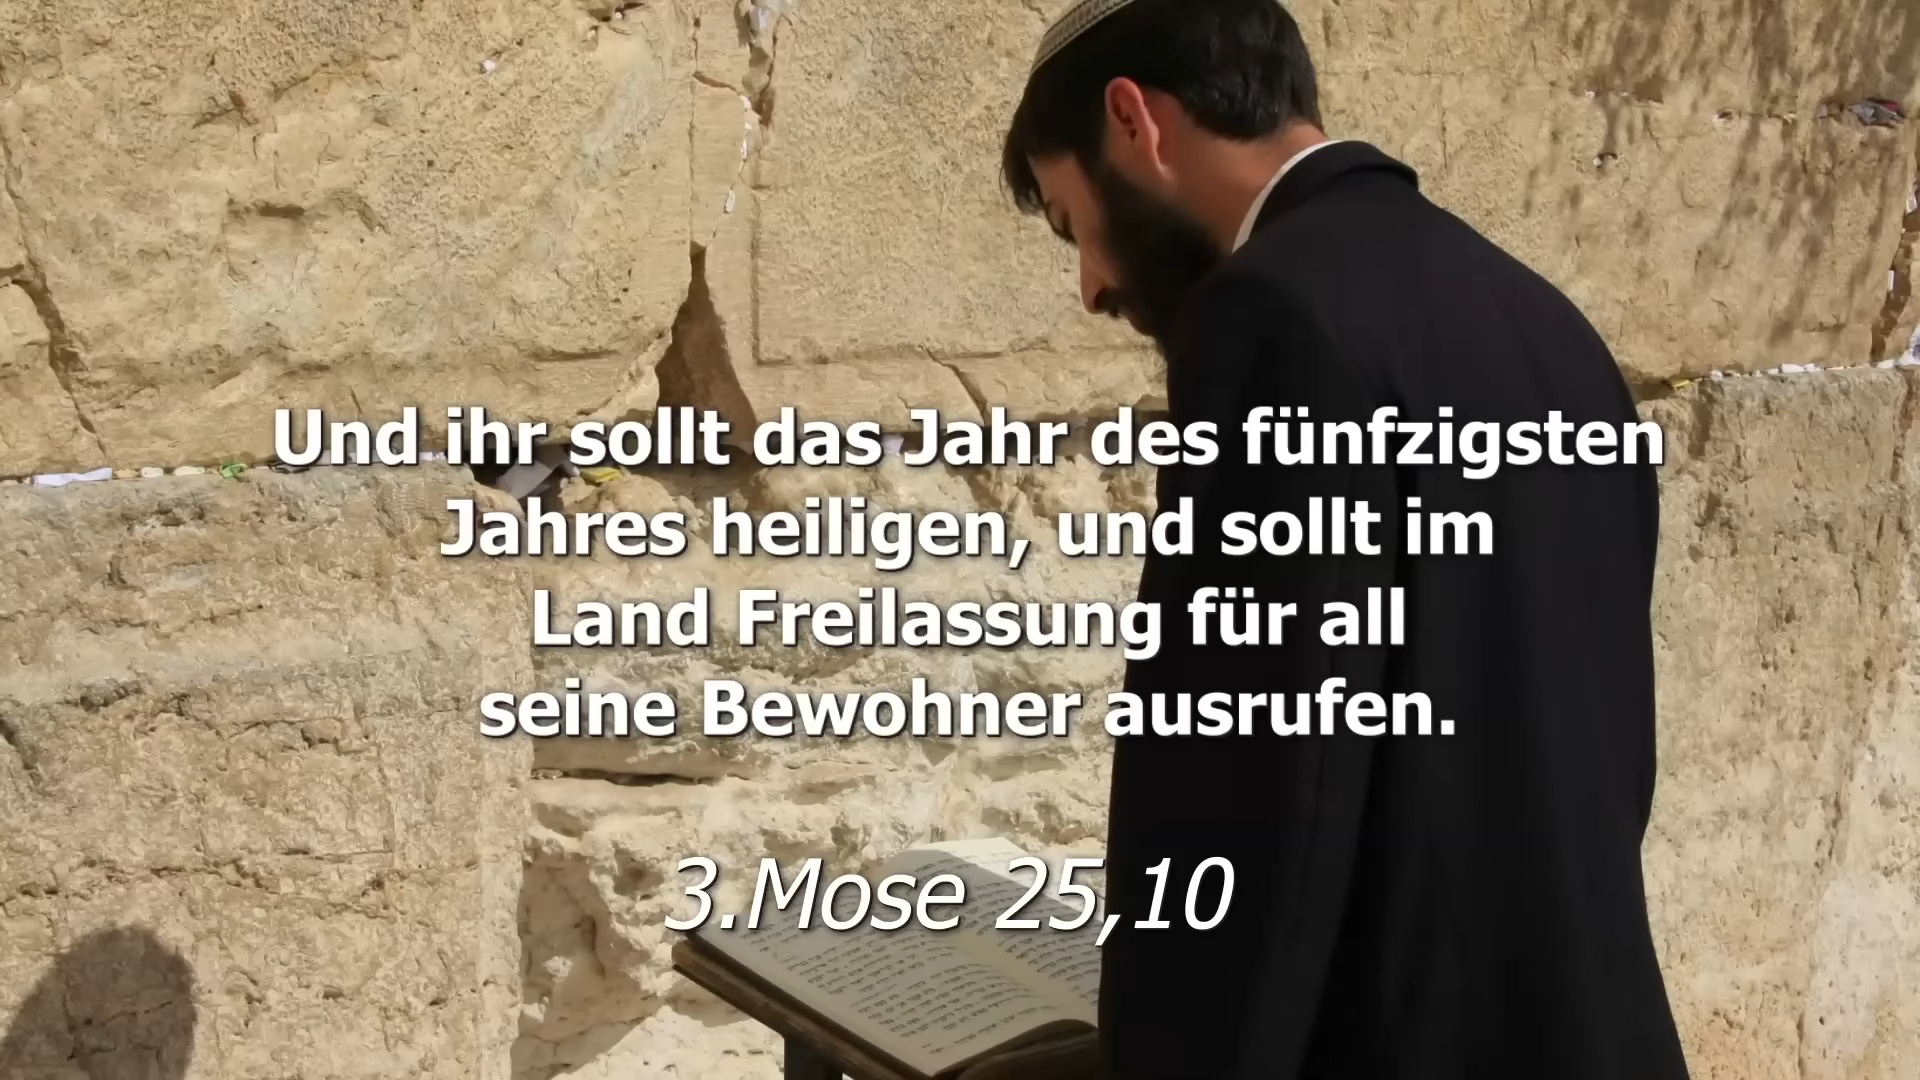 Und ihr sollt das Jahr des fünfzigsten
Jahres heiligen, und sollt im
Land Freilassung für all
seine Bewohner ausrufen.
3.Mose 25,10